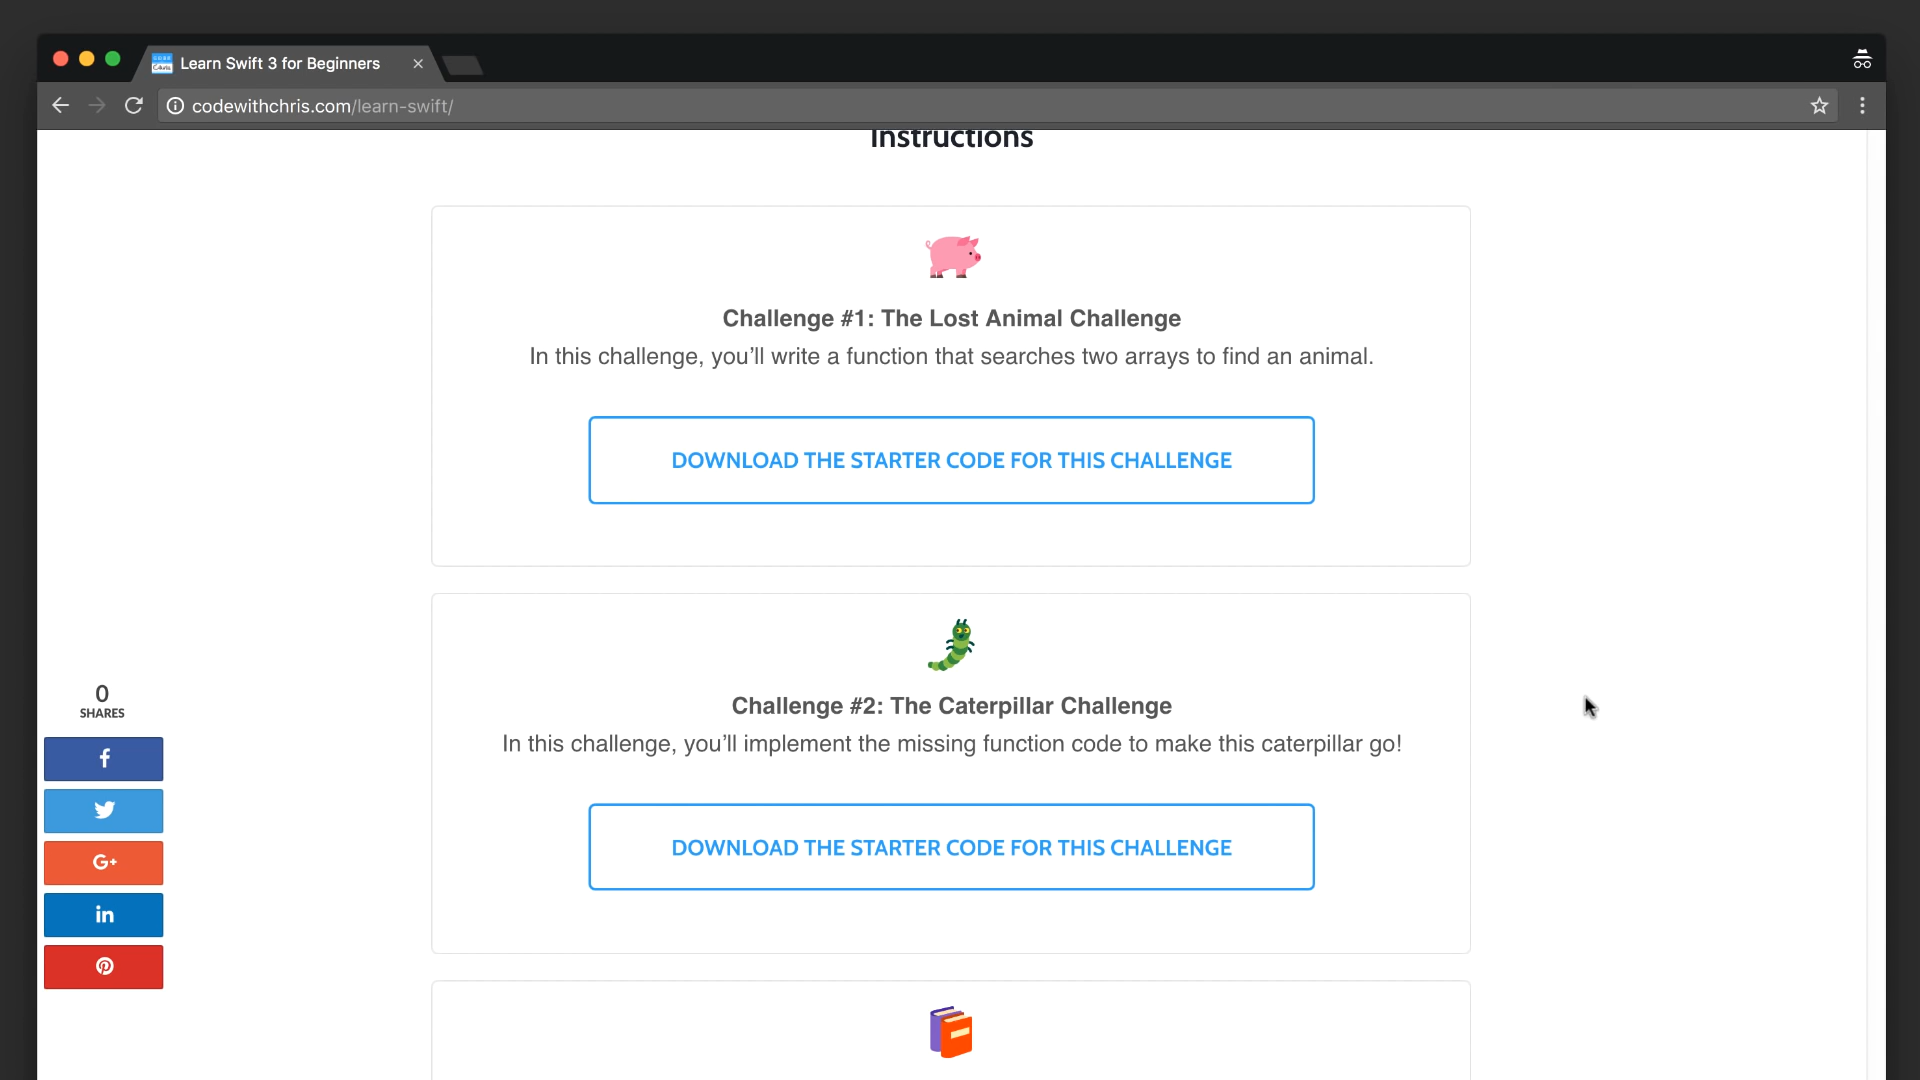 Learn Swift 3 for Beginners
codewithchris.com/learn-swift/
Instructions
Challenge #1: The Lost Animal Challenge
In this challenge, you’ll write a function that searches two arrays to find an animal.
DOWNLOAD THE STARTER CODE FOR THIS CHALLENGE
Challenge #2: The Caterpillar Challenge
In this challenge, you’ll implement the missing function code to make this caterpillar go!
DOWNLOAD THE STARTER CODE FOR THIS CHALLENGE
0
SHARES
f
G+
in